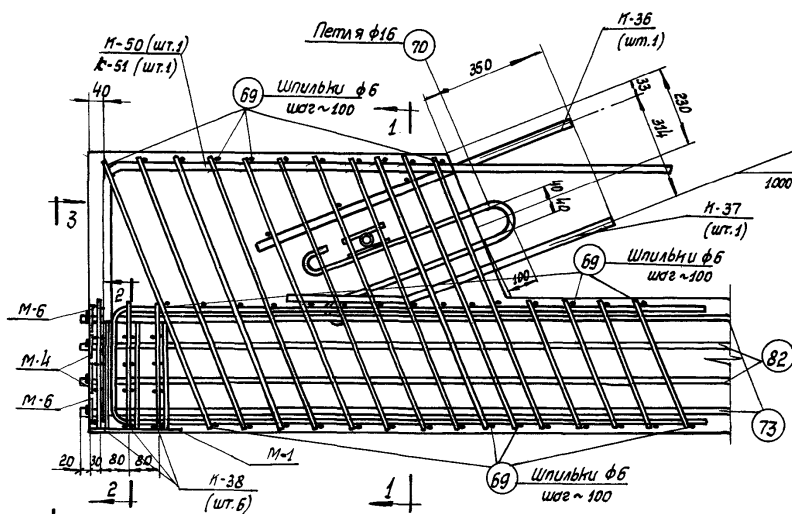 К-50 (шт.1)
К-51 (шт.1)
Петля ф16
70
К-36
(шт.1)
350
40
69
Шпильки ф6
шаг ~100
1
33
230
314
1000
3
40
40
К-37
(шт.1)
100
69
Шпильки ф6
шаг ~100
2
М-6
М-4
М-6
82
73
20
30
80
80
М-1
К-38
(шт.6)
2
1
69
Шпильки ф6
шаг ~100